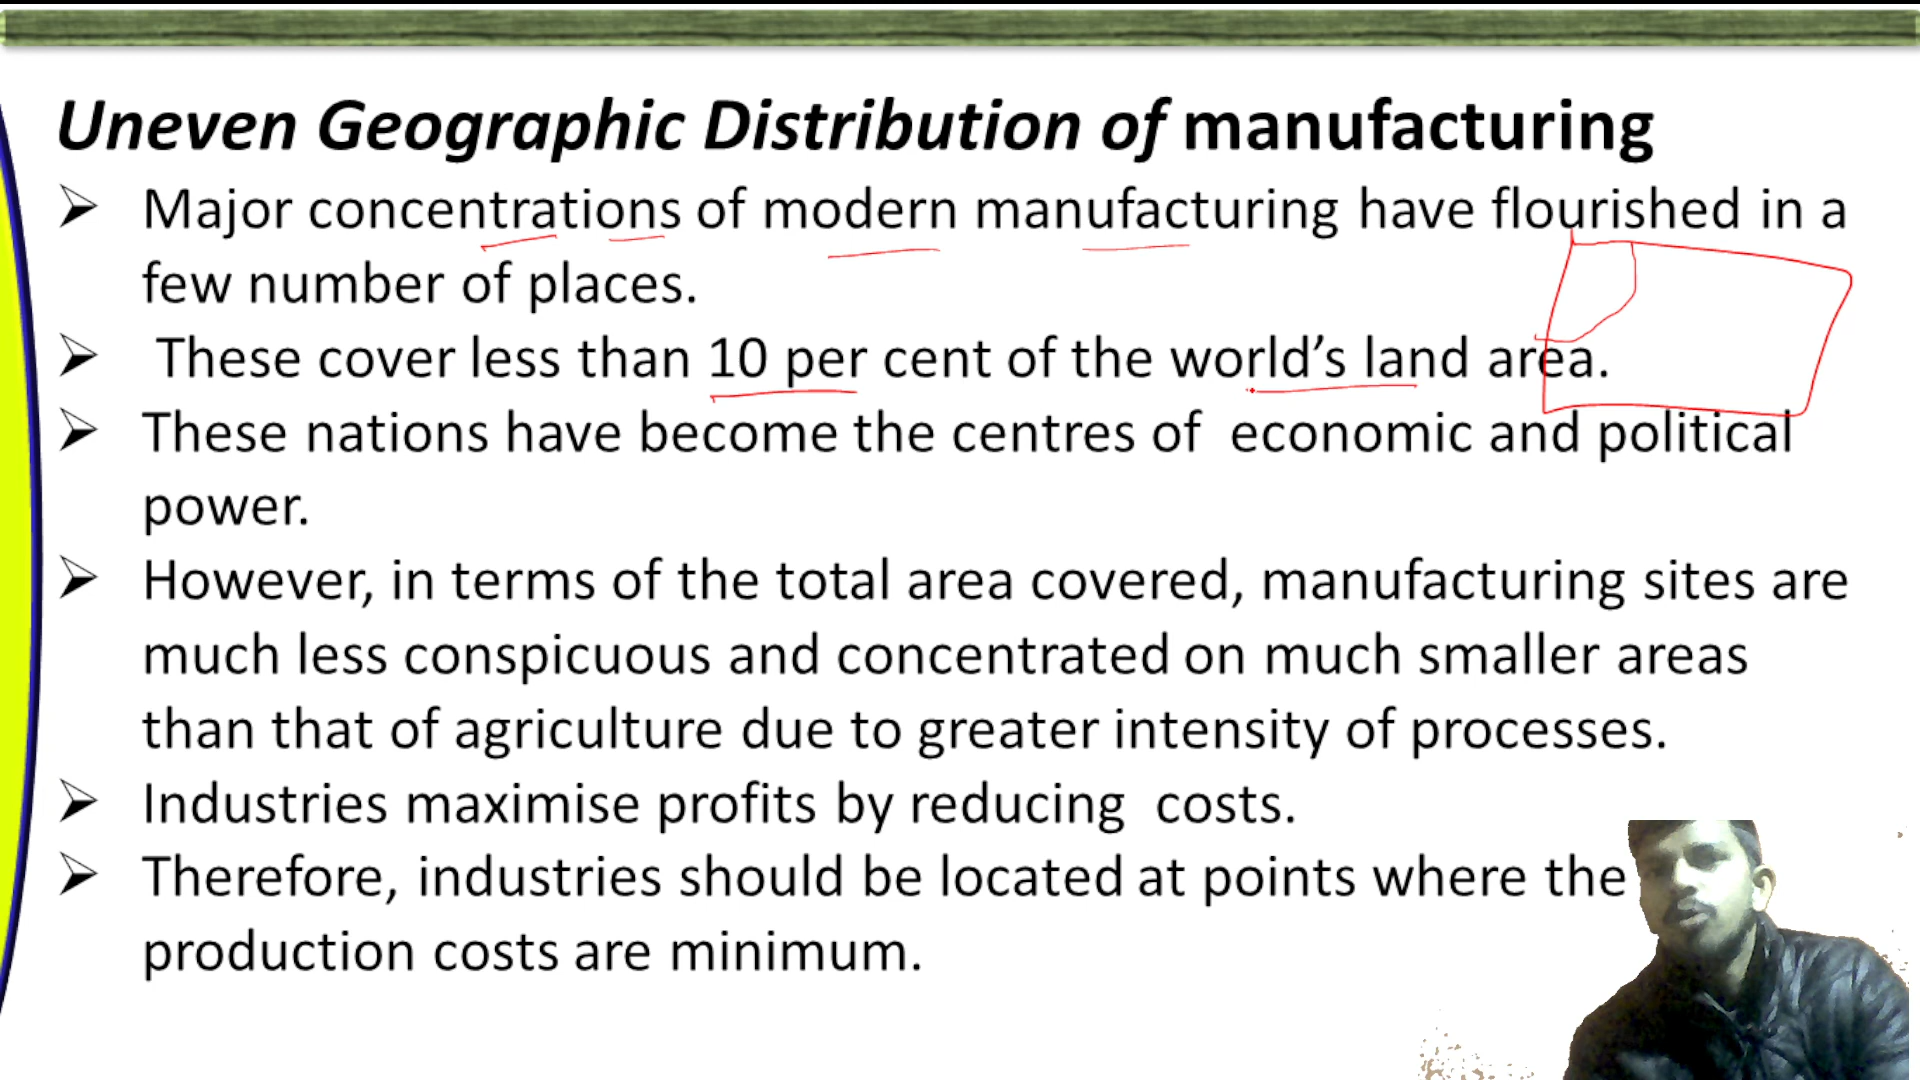 Uneven Geographic Distribution of manufacturing
➢ Major concentrations of modern manufacturing have flourished in a
few number of places.
➢ These cover less than 10 per cent of the world’s land area.
➢ These nations have become the centres of economic and political
power.
➢ However, in terms of the total area covered, manufacturing sites are
much less conspicuous and concentrated on much smaller areas
than that of agriculture due to greater intensity of processes.
➢ Industries maximise profits by reducing costs.
➢ Therefore, industries should be located at points where the
production costs are minimum.